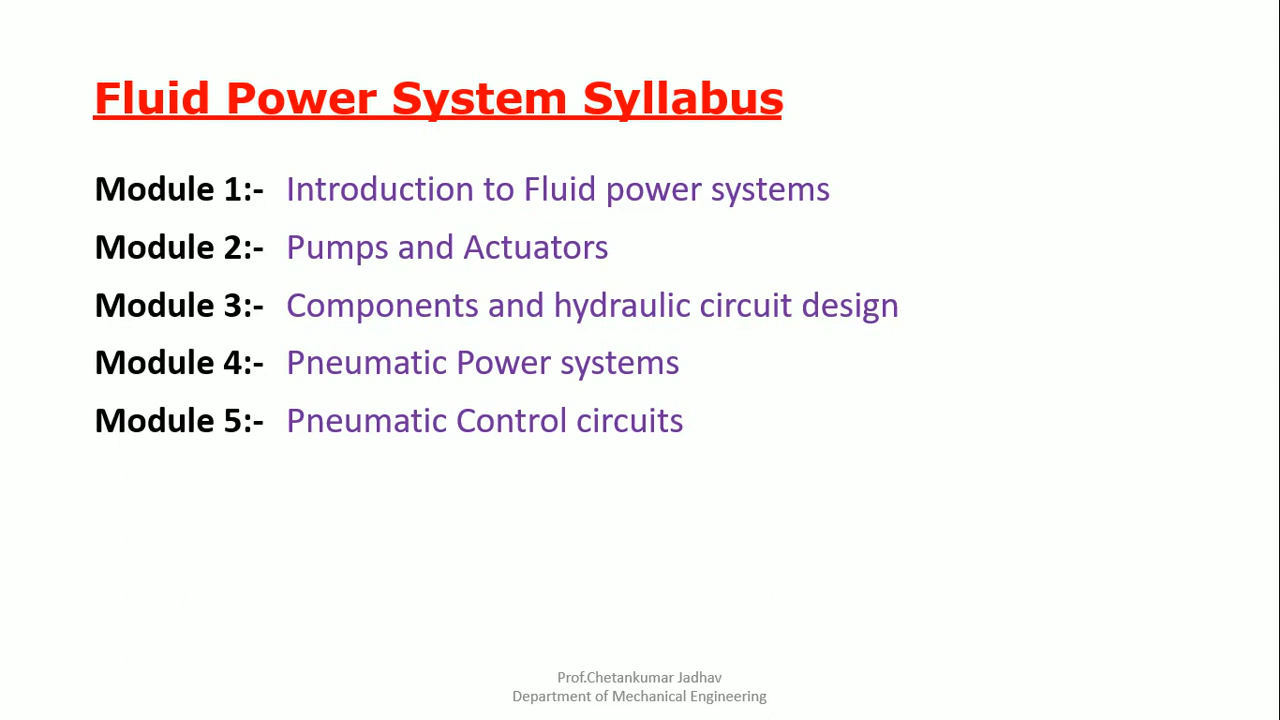 Fluid Power System Syllabus
Module 1:- Introduction to Fluid power systems
Module 2:- Pumps and Actuators
Module 3:- Components and hydraulic circuit design
Module 4:- Pneumatic Power systems
Module 5:- Pneumatic Control circuits
Prof.Chetankumar Jadhav
Department of Mechanical Engineering